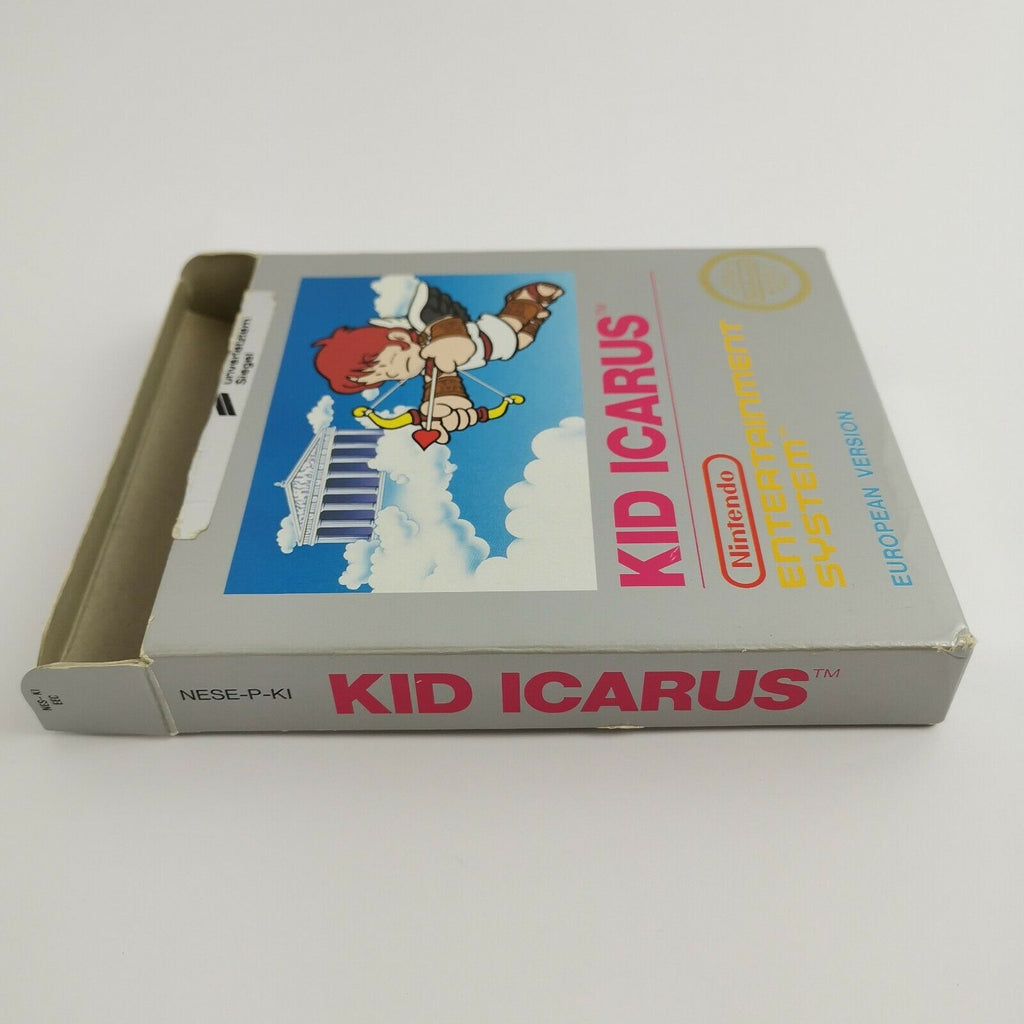 unverletztem
Siegel
KID ICARUS™
Nintendo
ENTERTAINMENT
SYSTEM™
EUROPEAN VERSION
NESE-P-KI
KID ICARUS™